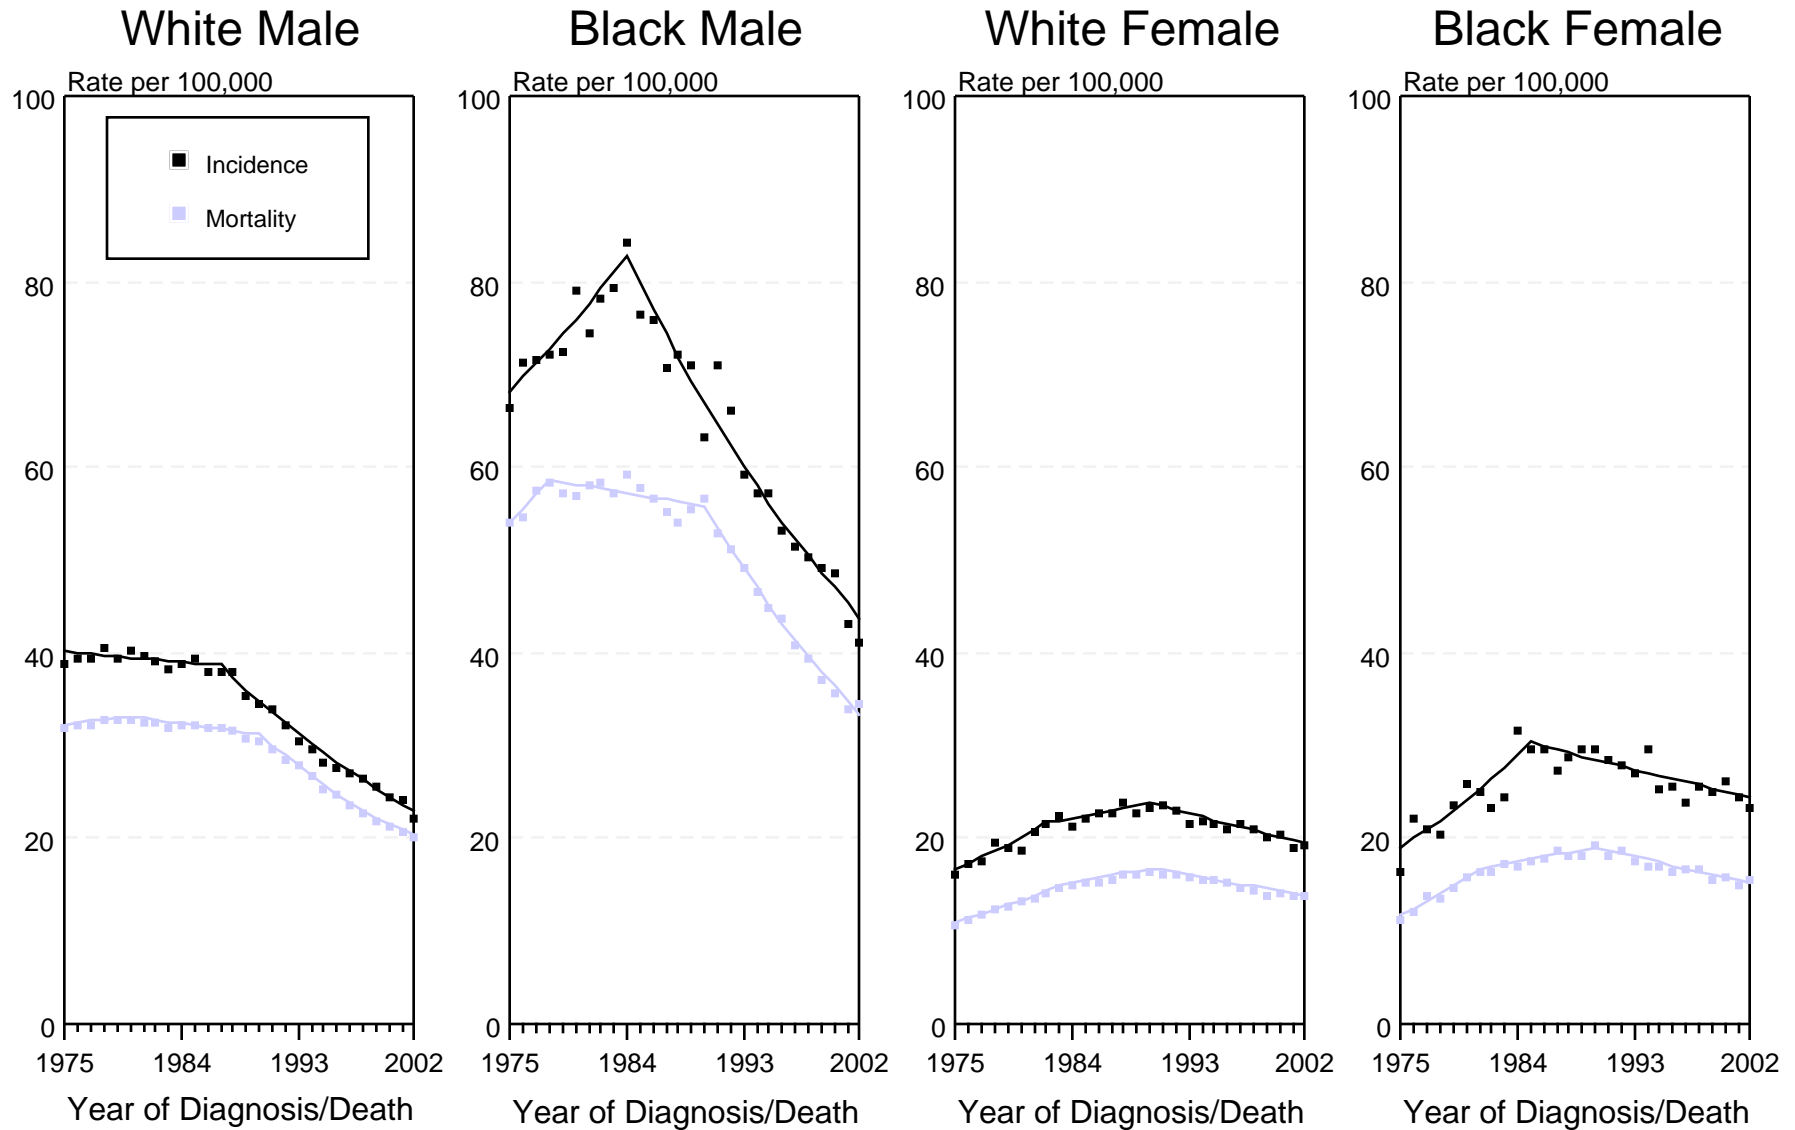 White Male Black Male White Female Black Female
Rate per 100,000 Rate per 100,000 Rate per 100,000 Rate per 100,000
100 100 100 100
Incidence
Mortality
80 80 80 80
60 60 60 60
40 40 40 40
20 20 20 20
0 0 0 0
1975 1984 1993 2002 1975 1984 1993 2002 1975 1984 1993 2002 1975 1984 1993 2002
Year of Diagnosis/Death Year of Diagnosis/Death Year of Diagnosis/Death Year of Diagnosis/Death